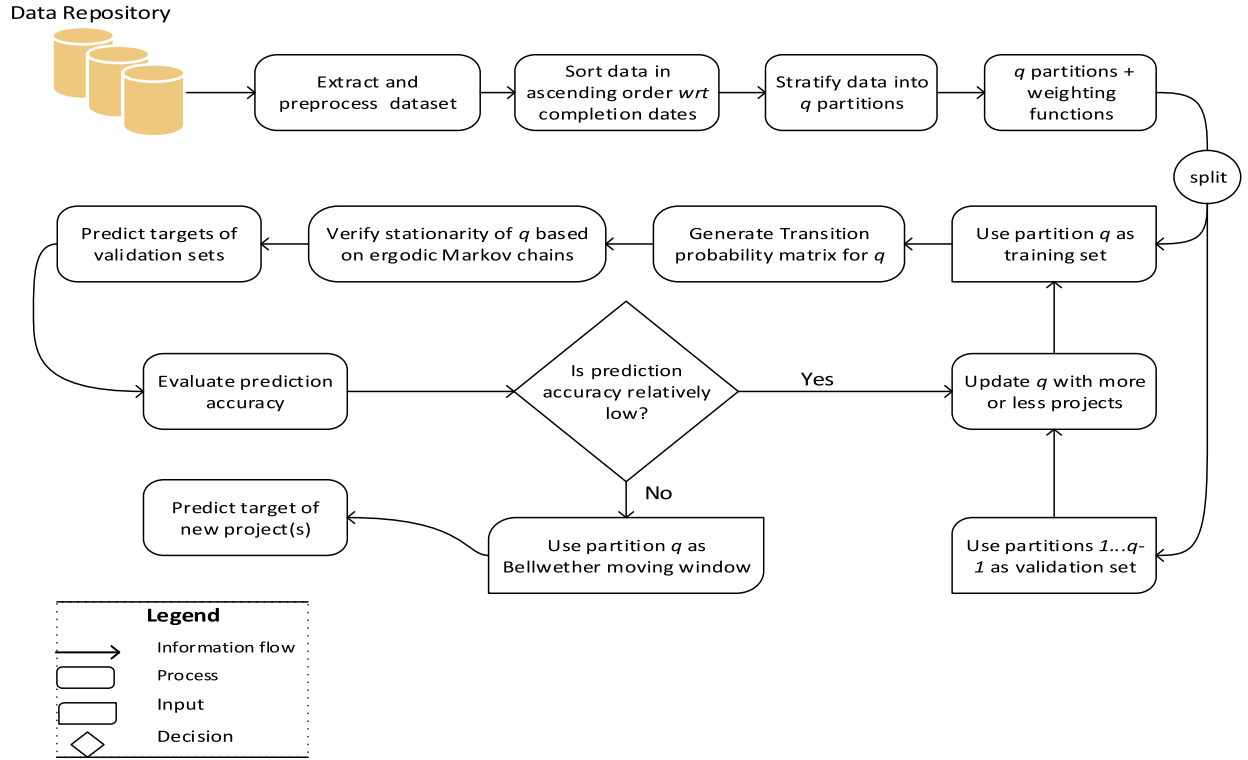 Data Repository
Extract and
preprocess dataset
Sort data in
ascending order wrt
completion dates
Stratify data into
q partitions
q partitions +
weighting
functions
split
Predict targets of
validation sets
Verify stationarity of q based
on ergodic Markov chains
Generate Transition
probability matrix for q
Use partition q as
training set
Evaluate prediction
accuracy
Is prediction
accuracy relatively
low?
Yes
Update q with more
or less projects
No
Predict target of
new project(s)
Use partition q as
Bellwether moving window
Use partitions 1...q-
1 as validation set
Legend
Information flow
Process
Input
Decision